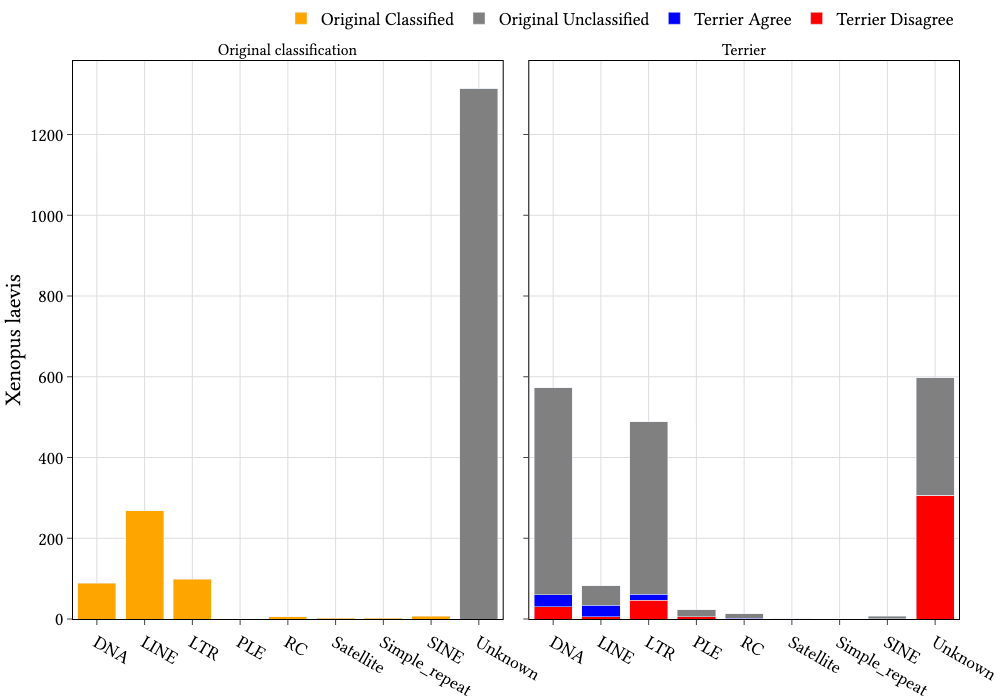 Original Classified Original Unclassified Terrier Agree Terrier Disagree
Original classification Terrier
Xenopus laevis
1200
1000
800
600
400
200
0
DNA LINE LTR PLE RC Satellite Simple_repeat SINE Unknown DNA LINE LTR PLE RC Satellite Simple_repeat SINE Unknown